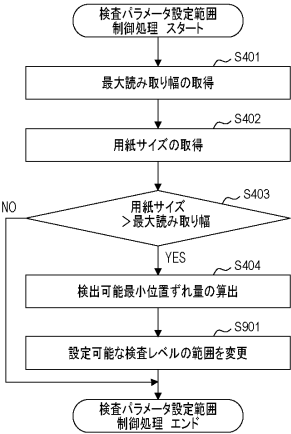 検査パラメータ設定範囲
制御処理 スタート
S401
最大読み取り幅の取得
S402
用紙サイズの取得
S403
用紙サイズ
＞最大読み取り幅
NO
YES
S404
検出可能最小位置ずれ量の算出
S901
設定可能な検査レベルの範囲を変更
検査パラメータ設定範囲
制御処理 エンド